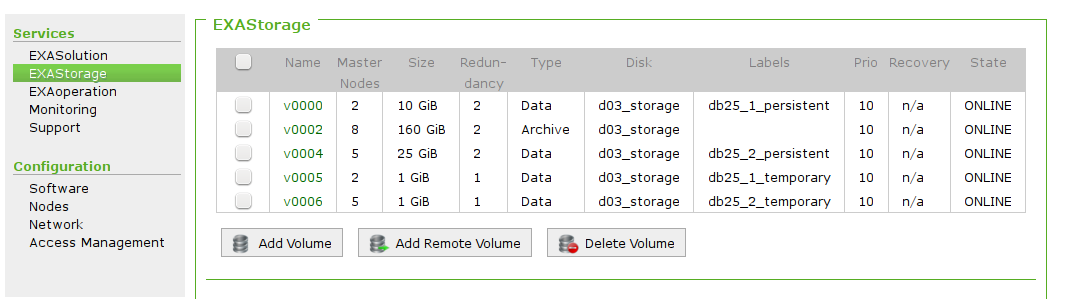 Services
EXASolution
EXAStorage
EXAoperation
Monitoring
Support
Configuration
Software
Nodes
Network
Access Management
EXAStorage
Name Master Nodes Size Redun-dancy Type Disk Labels Prio Recovery State
v0000 2 10 GiB 2 Data d03_storage db25_1_persistent 10 n/a ONLINE
v0002 8 160 GiB 2 Archive d03_storage 10 n/a ONLINE
v0004 5 25 GiB 2 Data d03_storage db25_2_persistent 10 n/a ONLINE
v0005 2 1 GiB 1 Data d03_storage db25_1_temporary 10 n/a ONLINE
v0006 5 1 GiB 1 Data d03_storage db25_2_temporary 10 n/a ONLINE
Add Volume Add Remote Volume Delete Volume